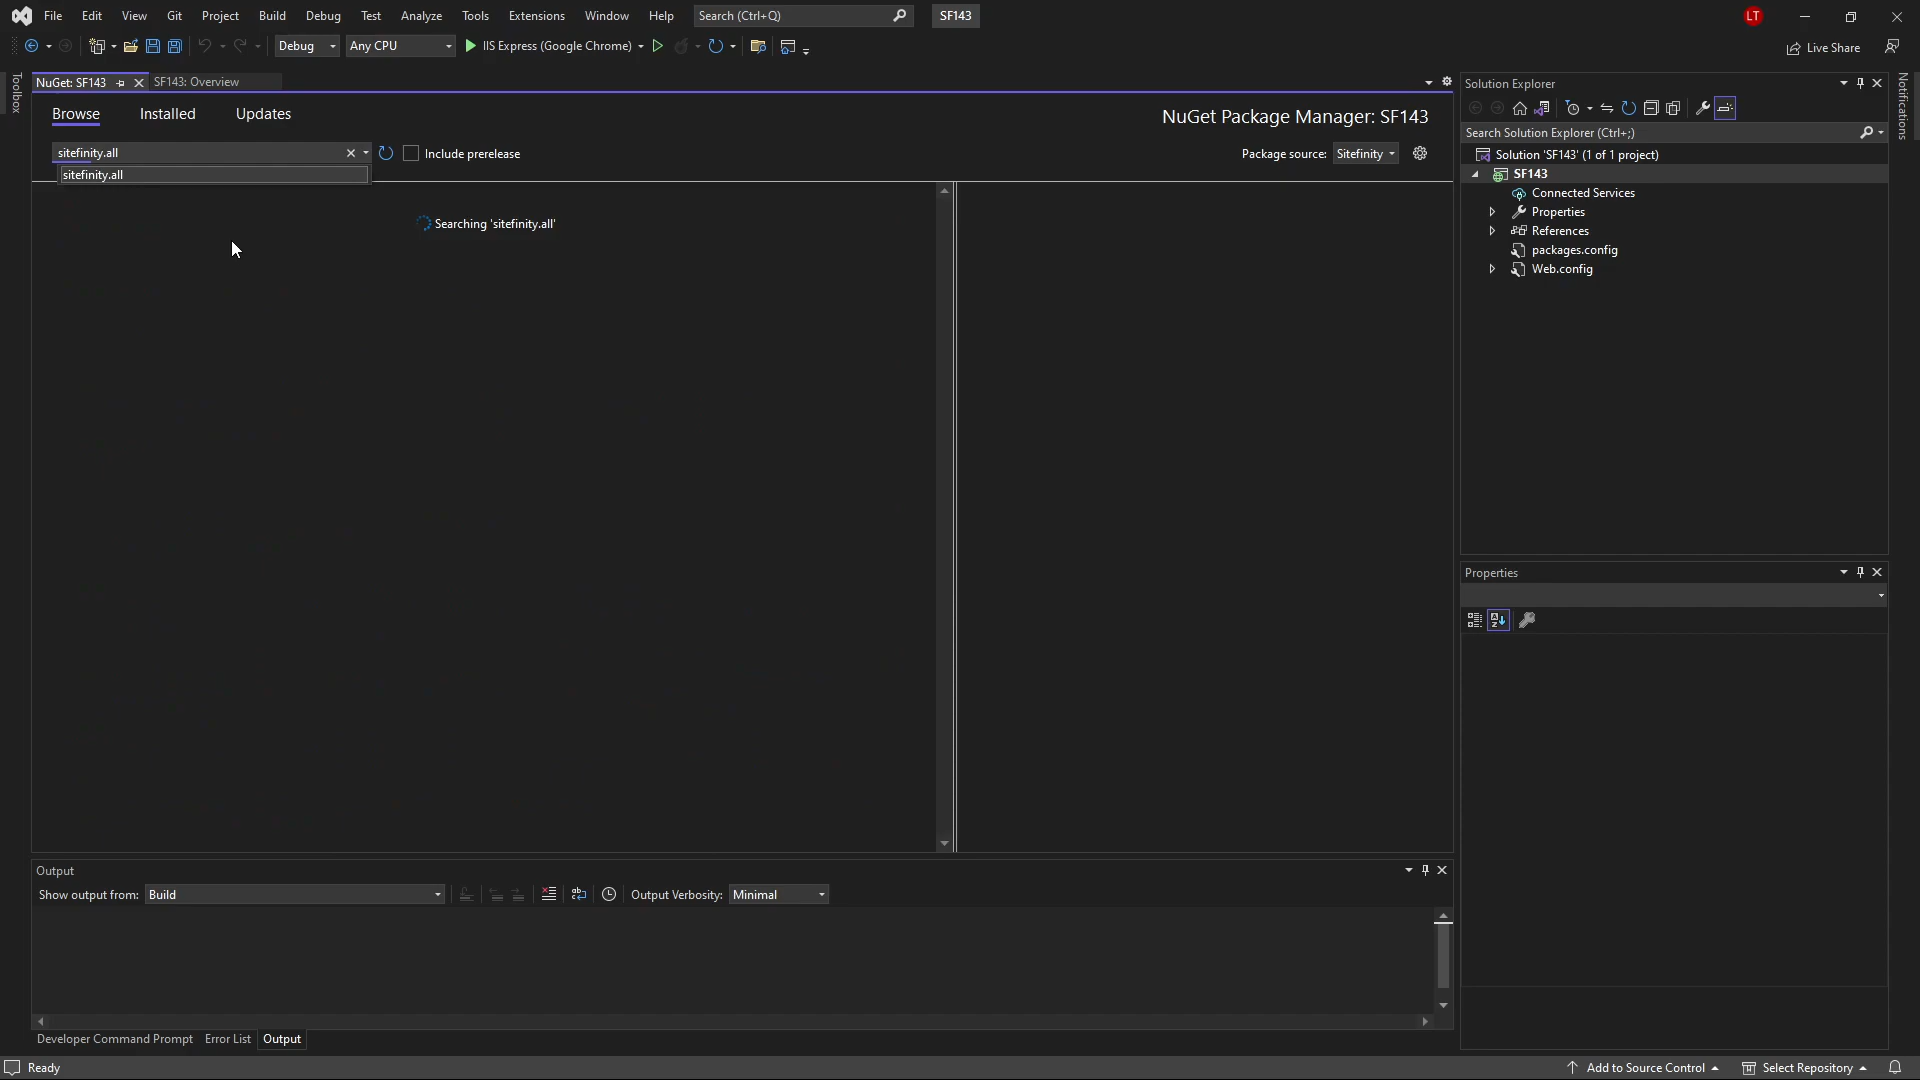 File Edit View Git Project Build Debug Test Analyze Tools Extensions Window Help Search (Ctrl+Q) SF143 LT
Debug Any CPU IIS Express (Google Chrome) Live Share
Toolbox
NuGet: SF143 SF143: Overview
Browse Installed Updates
NuGet Package Manager: SF143
sitefinity.all Include prerelease Package source: Sitefinity
sitefinity.all
Searching 'sitefinity.all'
Solution Explorer
Search Solution Explorer (Ctrl+;)
Solution 'SF143' (1 of 1 project)
SF143
Connected Services
Properties
References
packages.config
Web.config
Notifications
Properties
Output
Show output from: Build Output Verbosity: Minimal
Developer Command Prompt Error List Output
Ready Add to Source Control Select Repository